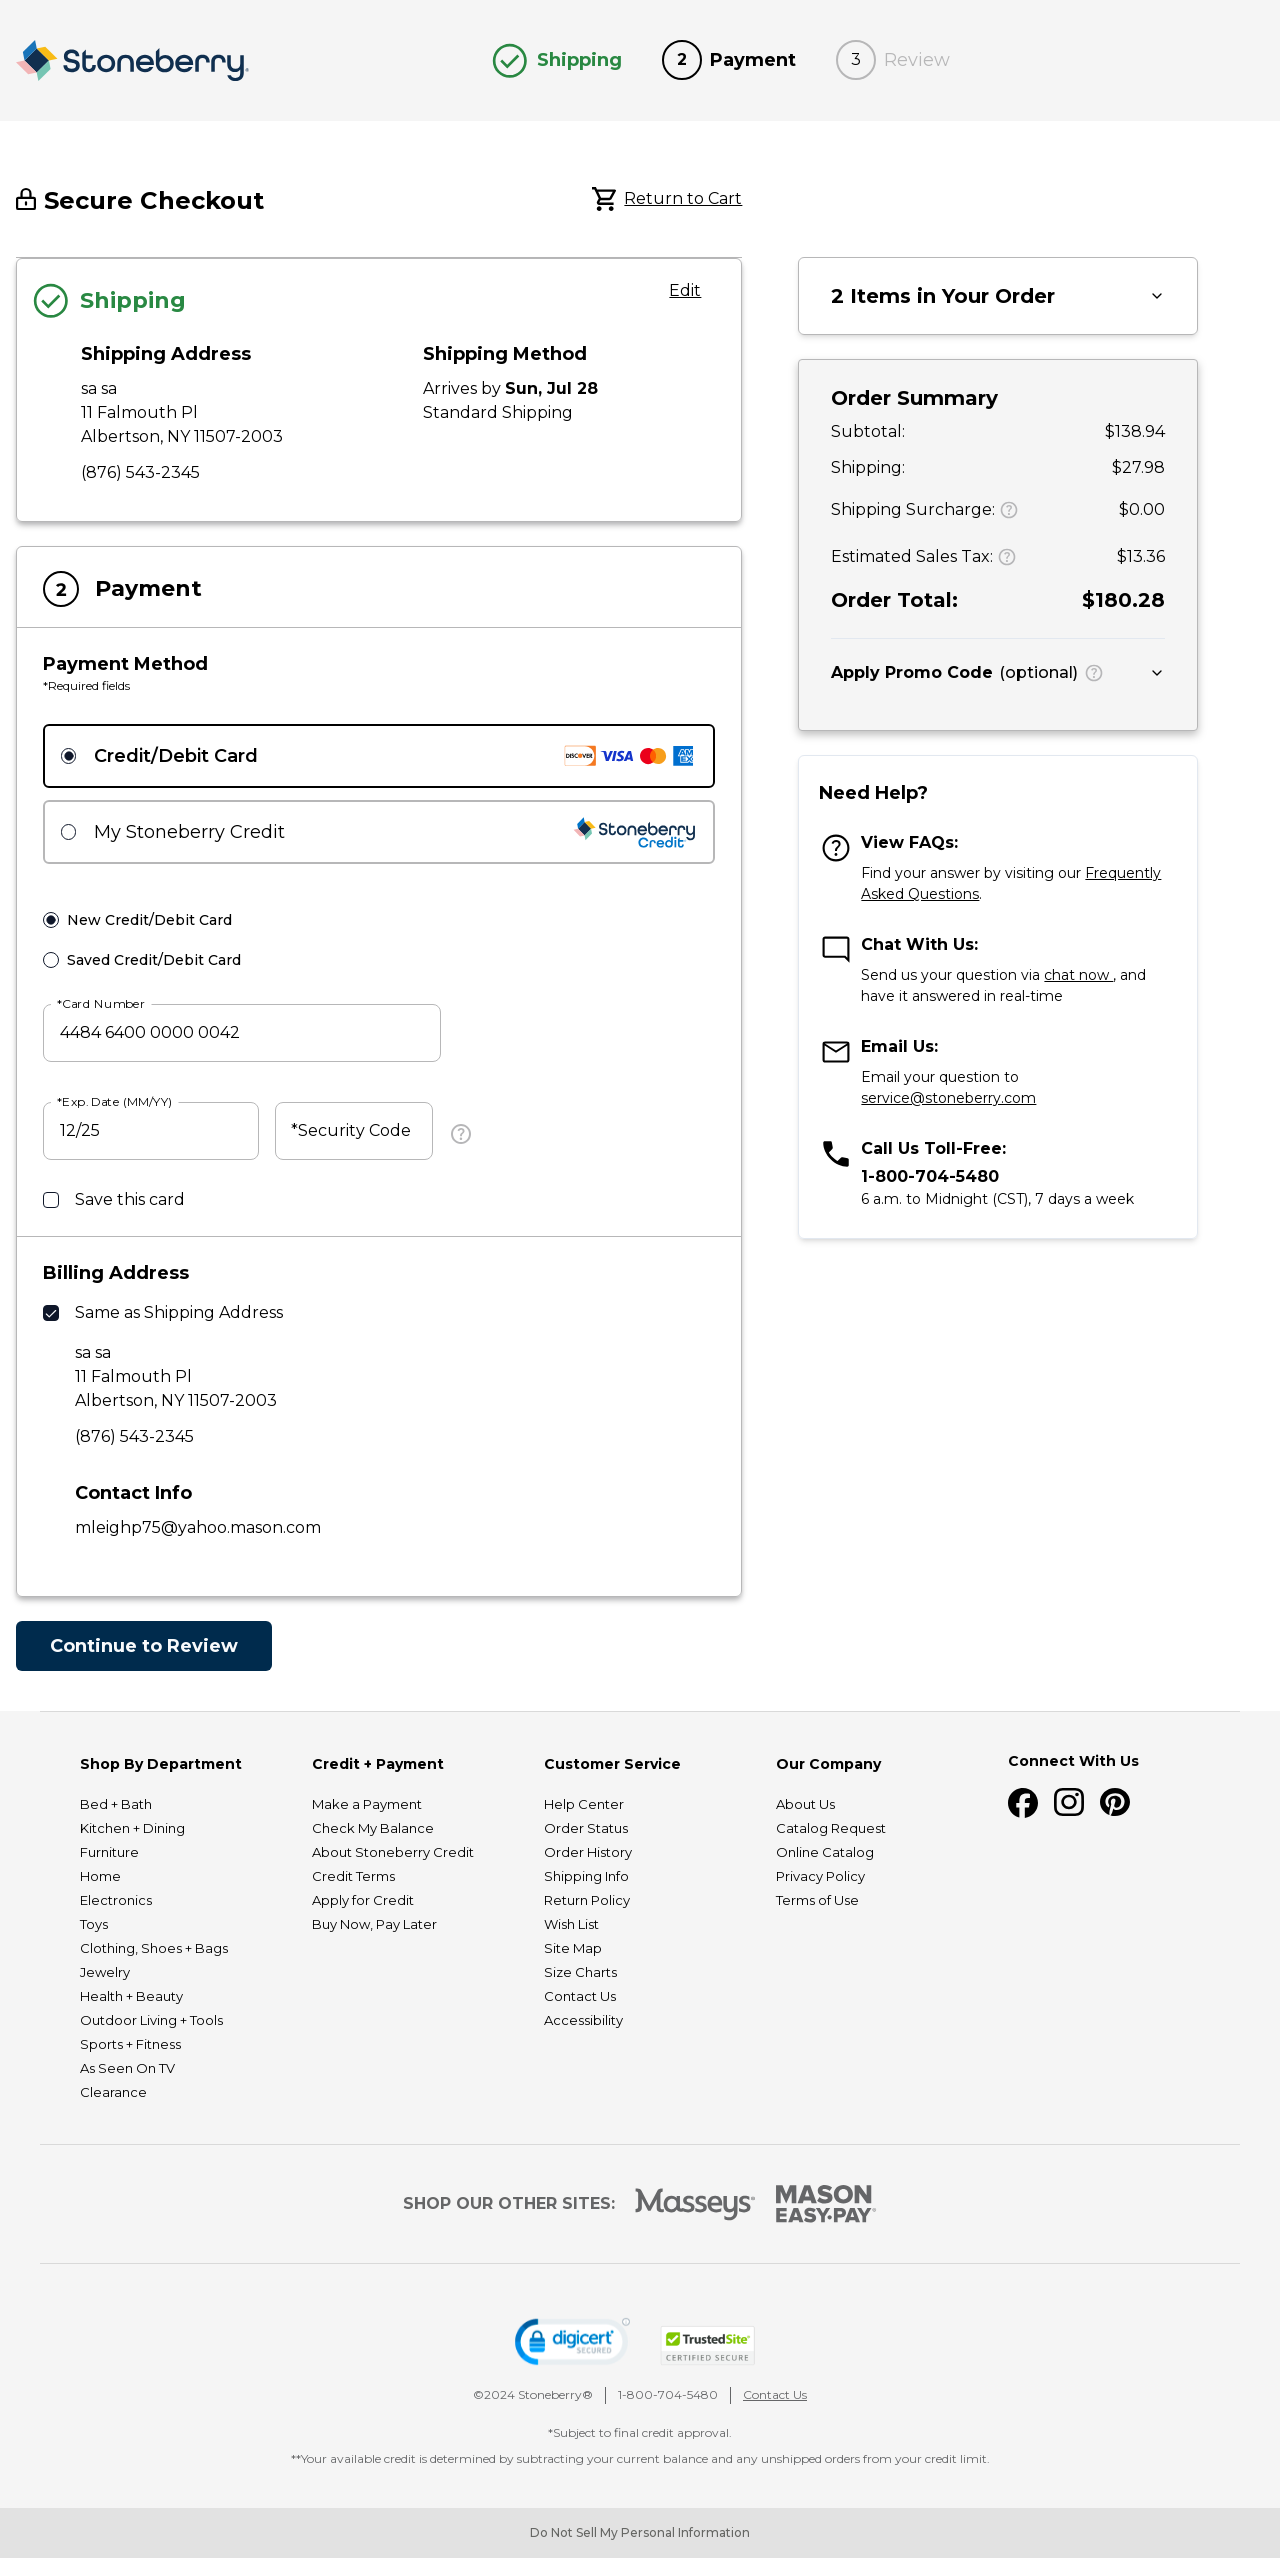 Stoneberry
Shipping
2 Payment
3 Review
Secure Checkout
Return to Cart
Shipping
Edit
Shipping Address
sa sa
11 Falmouth Pl
Albertson, NY 11507-2003
(876) 543-2345
Shipping Method
Arrives by Sun, Jul 28
Standard Shipping
2 Payment
Payment Method
*Required fields
Credit/Debit Card
DISCOVER VISA AM EX
My Stoneberry Credit
Stoneberry
Credit
New Credit/Debit Card
Saved Credit/Debit Card
*Card Number
4484 6400 0000 0042
*Exp. Date (MM/YY)
12/25
*Security Code
?
Save this card
Billing Address
Same as Shipping Address
sa sa
11 Falmouth Pl
Albertson, NY 11507-2003
(876) 543-2345
Contact Info
mleighp75@yahoo.mason.com
Continue to Review
2 Items in Your Order
Order Summary
Subtotal: $138.94
Shipping: $27.98
Shipping Surcharge: ? $0.00
Estimated Sales Tax: ? $13.36
Order Total: $180.28
Apply Promo Code (optional) ?
Need Help?
? View FAQs:
Find your answer by visiting our Frequently
Asked Questions.
Chat With Us:
Send us your question via chat now , and
have it answered in real-time
Email Us:
Email your question to
service@stoneberry.com
Call Us Toll-Free:
1-800-704-5480
6 a.m. to Midnight (CST), 7 days a week
Shop By Department
Bed + Bath
Kitchen + Dining
Furniture
Home
Electronics
Toys
Clothing, Shoes + Bags
Jewelry
Health + Beauty
Outdoor Living + Tools
Sports + Fitness
As Seen On TV
Clearance
Credit + Payment
Make a Payment
Check My Balance
About Stoneberry Credit
Credit Terms
Apply for Credit
Buy Now, Pay Later
Customer Service
Help Center
Order Status
Order History
Shipping Info
Return Policy
Wish List
Site Map
Size Charts
Contact Us
Accessibility
Our Company
About Us
Catalog Request
Online Catalog
Privacy Policy
Terms of Use
Connect With Us
SHOP OUR OTHER SITES: Masseys® MASON
EASY•PAY®
digicert
SECURED
TrustedSite
CERTIFIED SECURE
©2024 Stoneberry® | 1-800-704-5480 | Contact Us
*Subject to final credit approval.
**Your available credit is determined by subtracting your current balance and any unshipped orders from your credit limit.
Do Not Sell My Personal Information